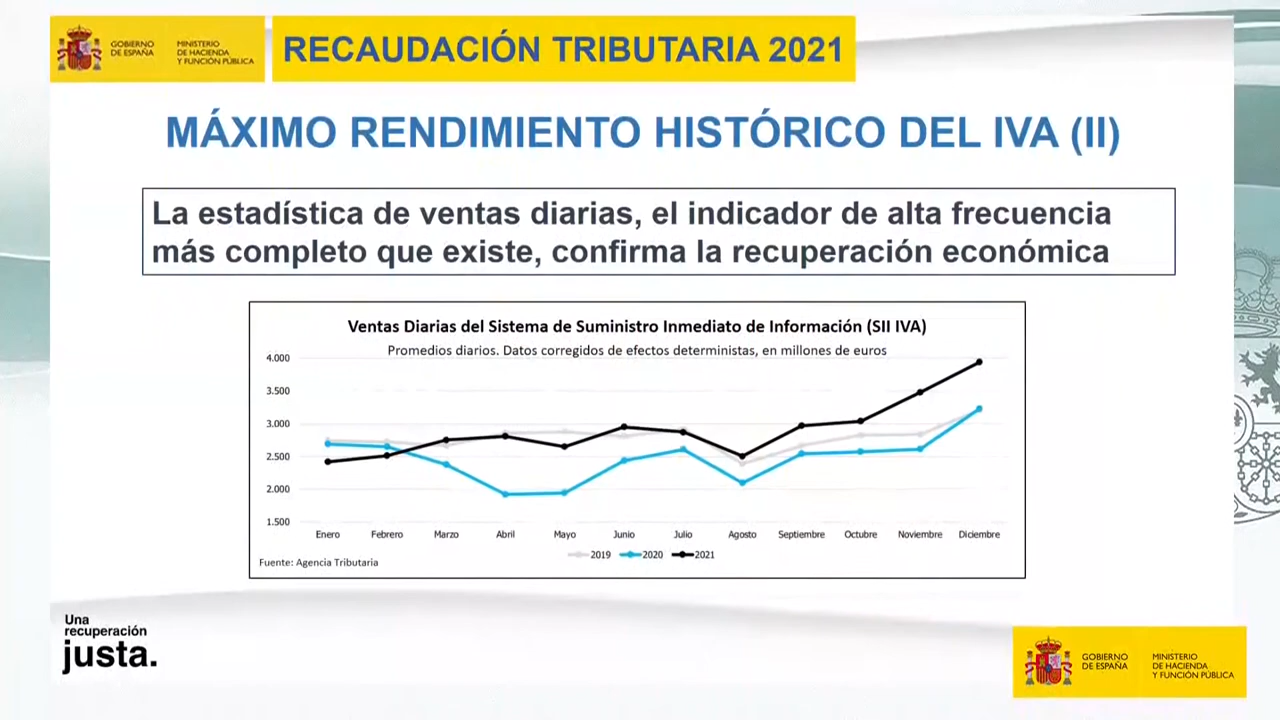 GOBIERNO
DE ESPAÑA
MINISTERIO
DE HACIENDA
Y FUNCIÓN PÚBLICA
RECAUDACIÓN TRIBUTARIA 2021
MÁXIMO RENDIMIENTO HISTÓRICO DEL IVA (II)
La estadística de ventas diarias, el indicador de alta frecuencia
más completo que existe, confirma la recuperación económica
Ventas Diarias del Sistema de Suministro Inmediato de Información (SII IVA)
Promedios diarios. Datos corregidos de efectos deterministas, en millones de euros
4.000
3.500
3.000
2.500
2.000
1.500
Enero Febrero Marzo Abril Mayo Junio Julio Agosto Septiembre Octubre Noviembre Diciembre
2019 2020 2021
Fuente: Agencia Tributaria
Una
recuperación
justa.
GOBIERNO
DE ESPAÑA
MINISTERIO
DE HACIENDA
Y FUNCIÓN PÚBLICA